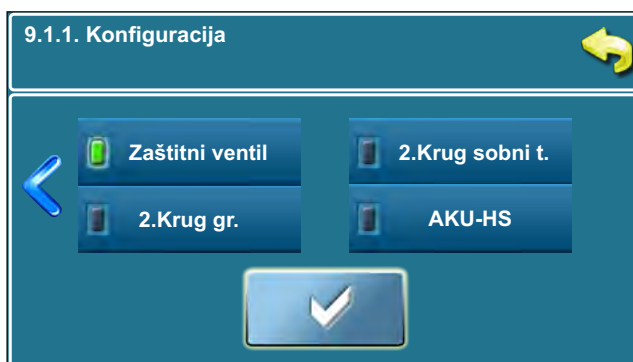 9.1.1. Konfiguracija
Zaštitni ventil
2.Krug sobni t.
2.Krug gr.
AKU-HS